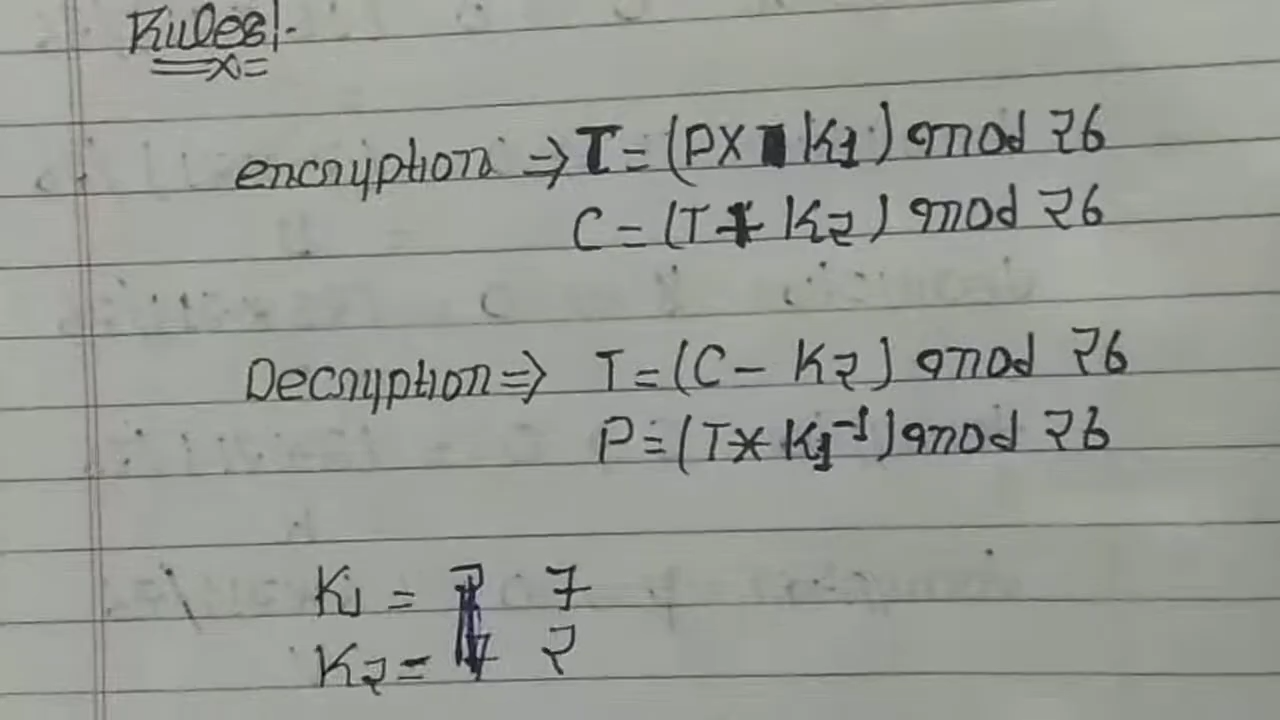 Rules:-
encryption ⇒ T = (P X K1) mod 26
C = (T + K2) mod 26
Decryption ⇒ T = (C - K2) mod 26
P = (T * K1⁻¹) mod 26
K1 = 7
K2 = 2